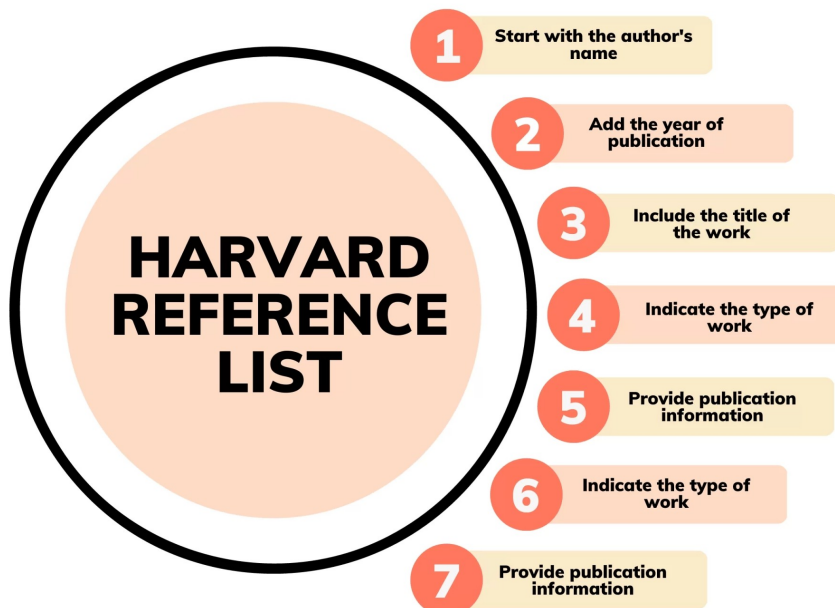 HARVARD
REFERENCE
LIST
1
Start with the author's
name
2
Add the year of
publication
3
Include the title of
the work
4
Indicate the type of
work
5
Provide publication
information
6
Indicate the type of
work
7
Provide publication
information